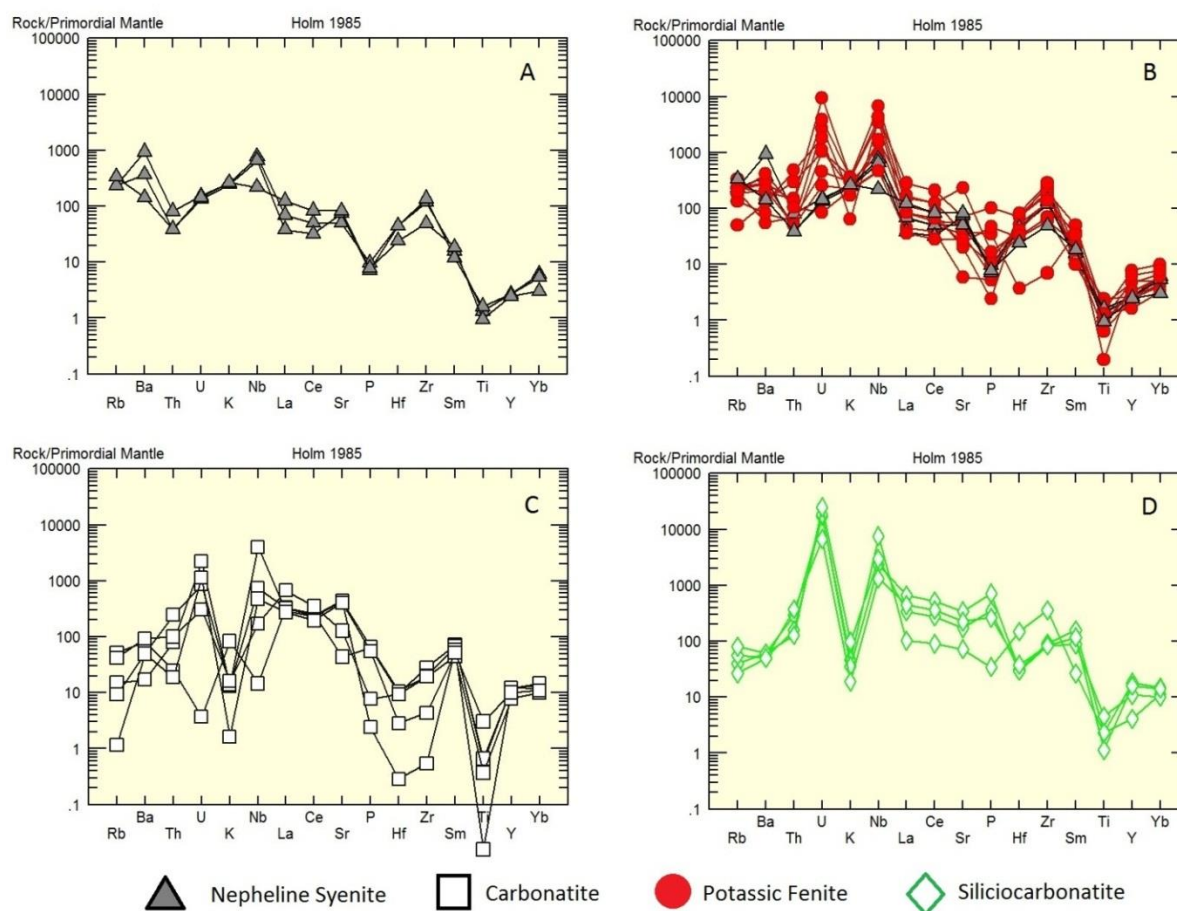 Rock/Primordial Mantle Holm 1985
100000
10000
1000
100
10
1
.1
A
Ba U Nb Ce P Zr Ti Yb
Rb Th K La Sr Hf Sm Y
Rock/Primordial Mantle Holm 1985
100000
10000
1000
100
10
1
.1
B
Ba U Nb Ce P Zr Ti Yb
Rb Th K La Sr Hf Sm Y
Rock/Primordial Mantle Holm 1985
100000
10000
1000
100
10
1
.1
C
Ba U Nb Ce P Zr Ti Yb
Rb Th K La Sr Hf Sm Y
Rock/Primordial Mantle Holm 1985
100000
10000
1000
100
10
1
.1
D
Ba U Nb Ce P Zr Ti Yb
Rb Th K La Sr Hf Sm Y
Nepheline Syenite Carbonatite Potassic Fenite Siliciocarbonatite